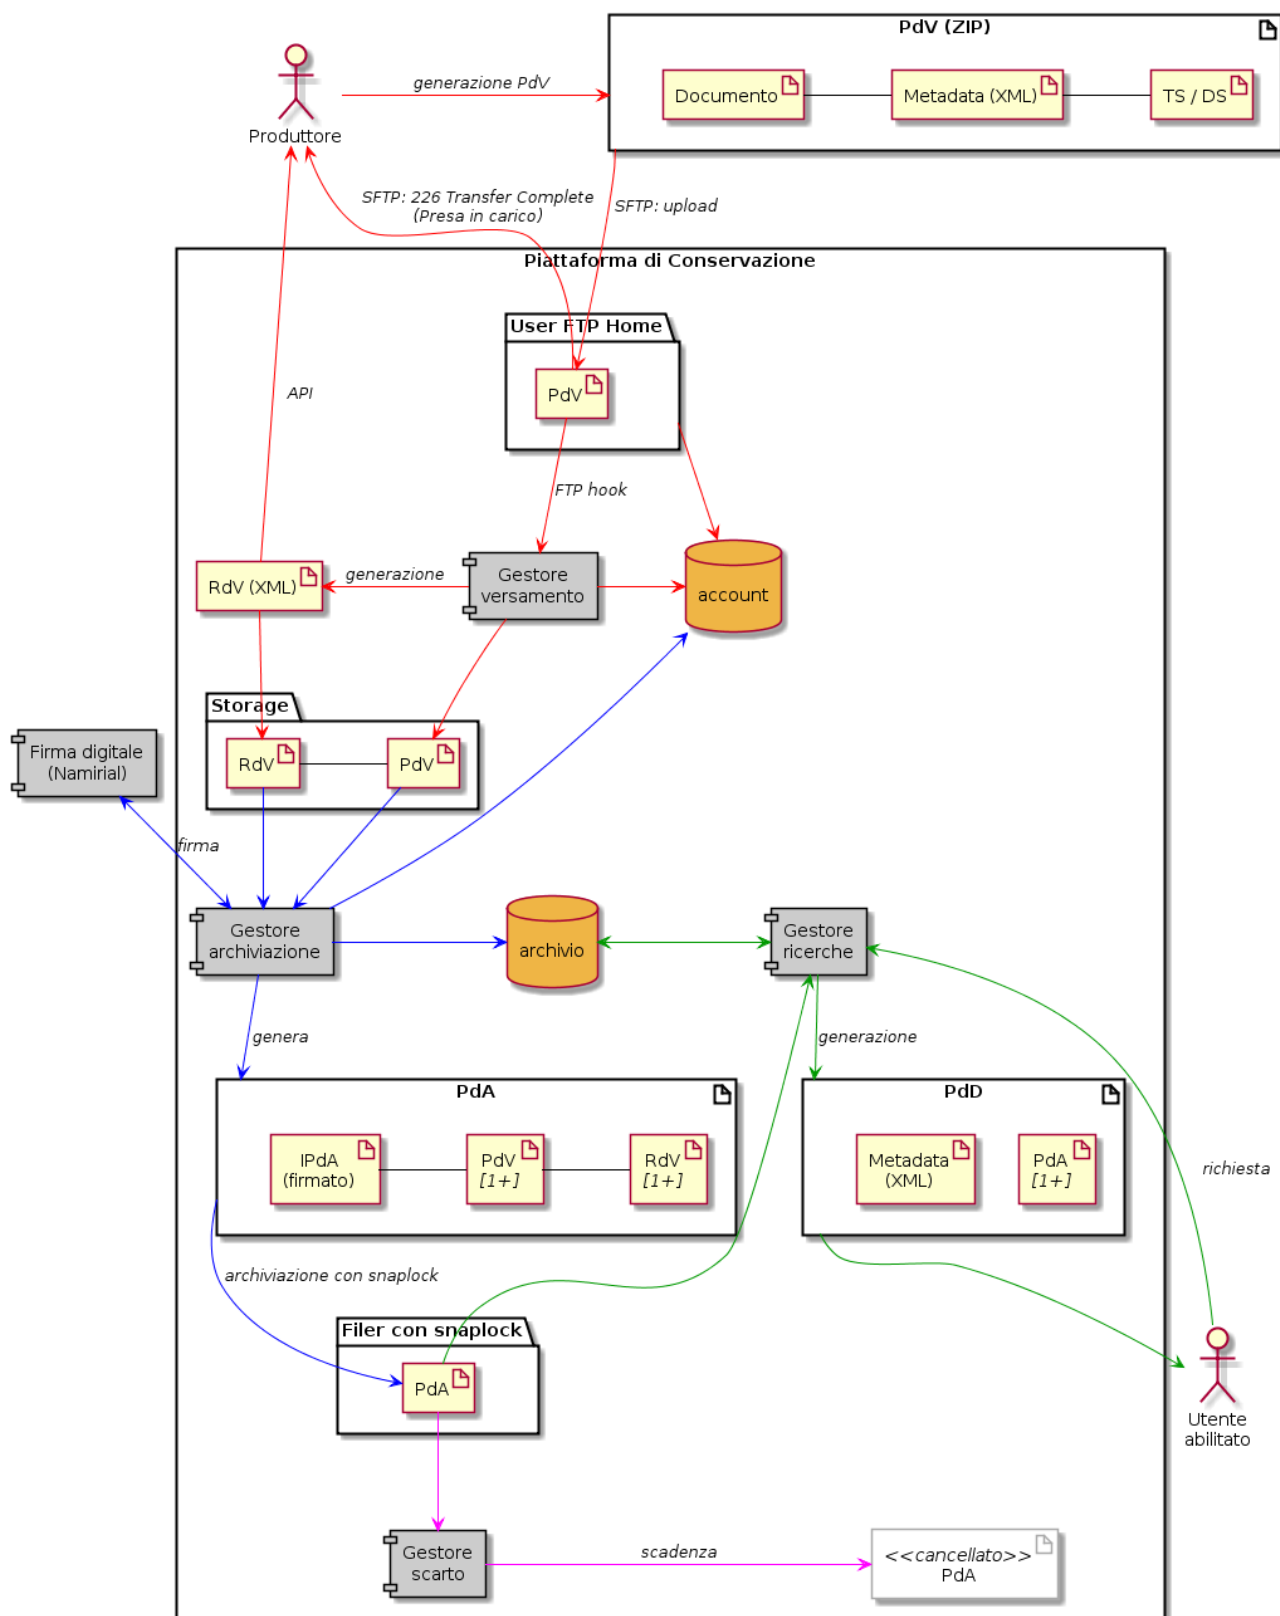 PdV (ZIP)
generazione PdV
Documento
Metadata (XML)
TS / DS
Produttore
SFTP: 226 Transfer Complete
(Presa in carico)
SFTP: upload
Piattaforma di Conservazione
User FTP Home
PdV
API
FTP hook
RdV (XML)
generazione
Gestore
versamento
account
Storage
RdV
PdV
Firma digitale
(Namirial)
firma
Gestore
archiviazione
archivio
Gestore
ricerche
genera
generazione
PdA
IPdA
(firmato)
PdV
[1+]
RdV
[1+]
PdD
Metadata
(XML)
PdA
[1+]
richiesta
archiviazione con snaplock
Filer con snaplock
PdA
Utente
abilitato
Gestore
scarto
scadenza
<<cancellato>>
PdA